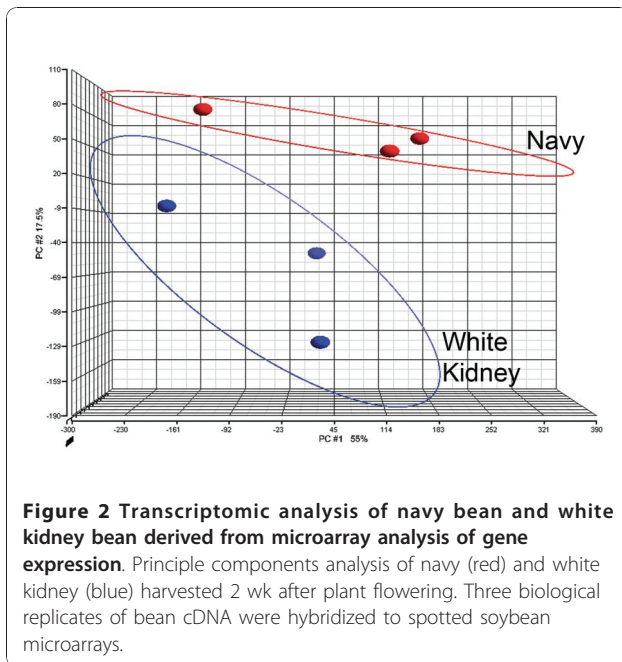 110
80
50
20
-9
-40
-69
-99
-129
-159
-190
PC #2 17.5%
Navy
White
Kidney
-300 -230 -161 -92 -23 45 114 183 252 321 390
PC #1 55%
Figure 2 Transcriptomic analysis of navy bean and white
kidney bean derived from microarray analysis of gene
expression. Principle components analysis of navy (red) and white
kidney (blue) harvested 2 wk after plant flowering. Three biological
replicates of bean cDNA were hybridized to spotted soybean
microarrays.